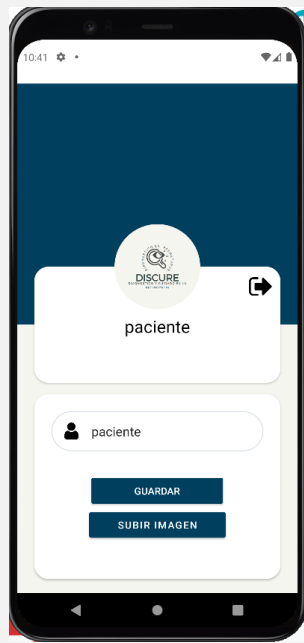 10:41
DISCURE
paciente
paciente
GUARDAR
SUBIR IMAGEN